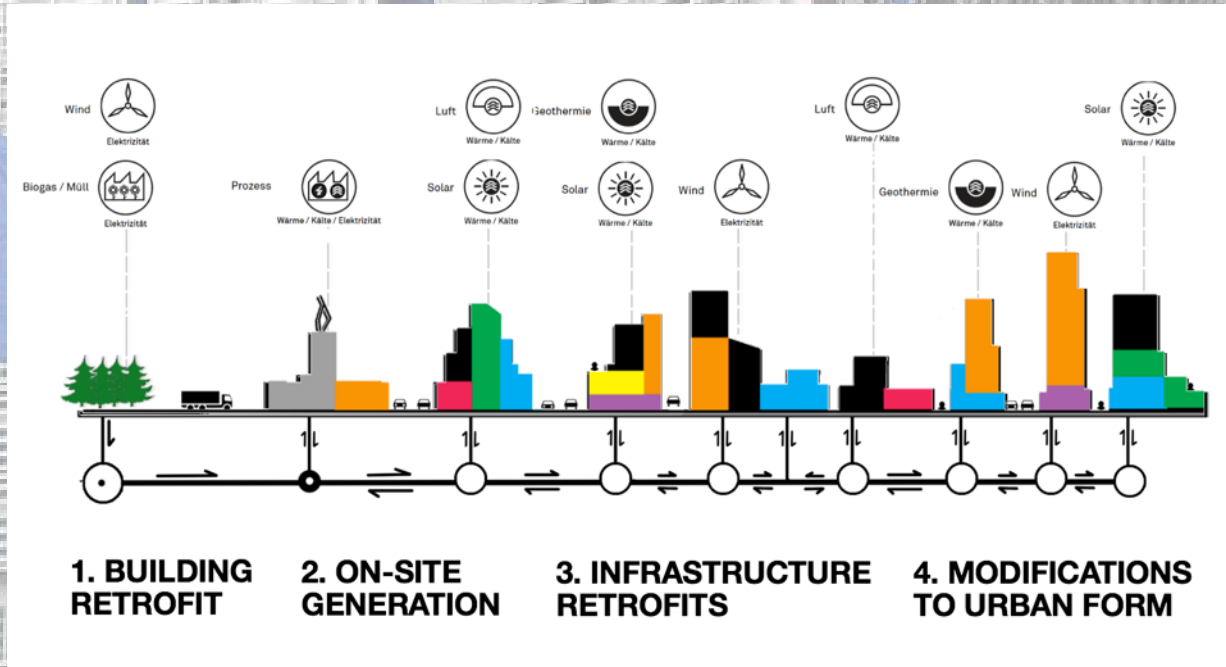 Wind
Elektrizität
Biogas / Müll
Elektrizität
Prozess
Wärme / Kälte / Elektrizität
Luft
Wärme / Kälte
Solar
Wärme / Kälte
Geothermie
Wärme / Kälte
Solar
Wärme / Kälte
Wind
Elektrizität
Luft
Wärme / Kälte
Geothermie
Wärme / Kälte
Wind
Elektrizität
Solar
Wärme / Kälte
1. BUILDING
RETROFIT
2. ON-SITE
GENERATION
3. INFRASTRUCTURE
RETROFITS
4. MODIFICATIONS
TO URBAN FORM